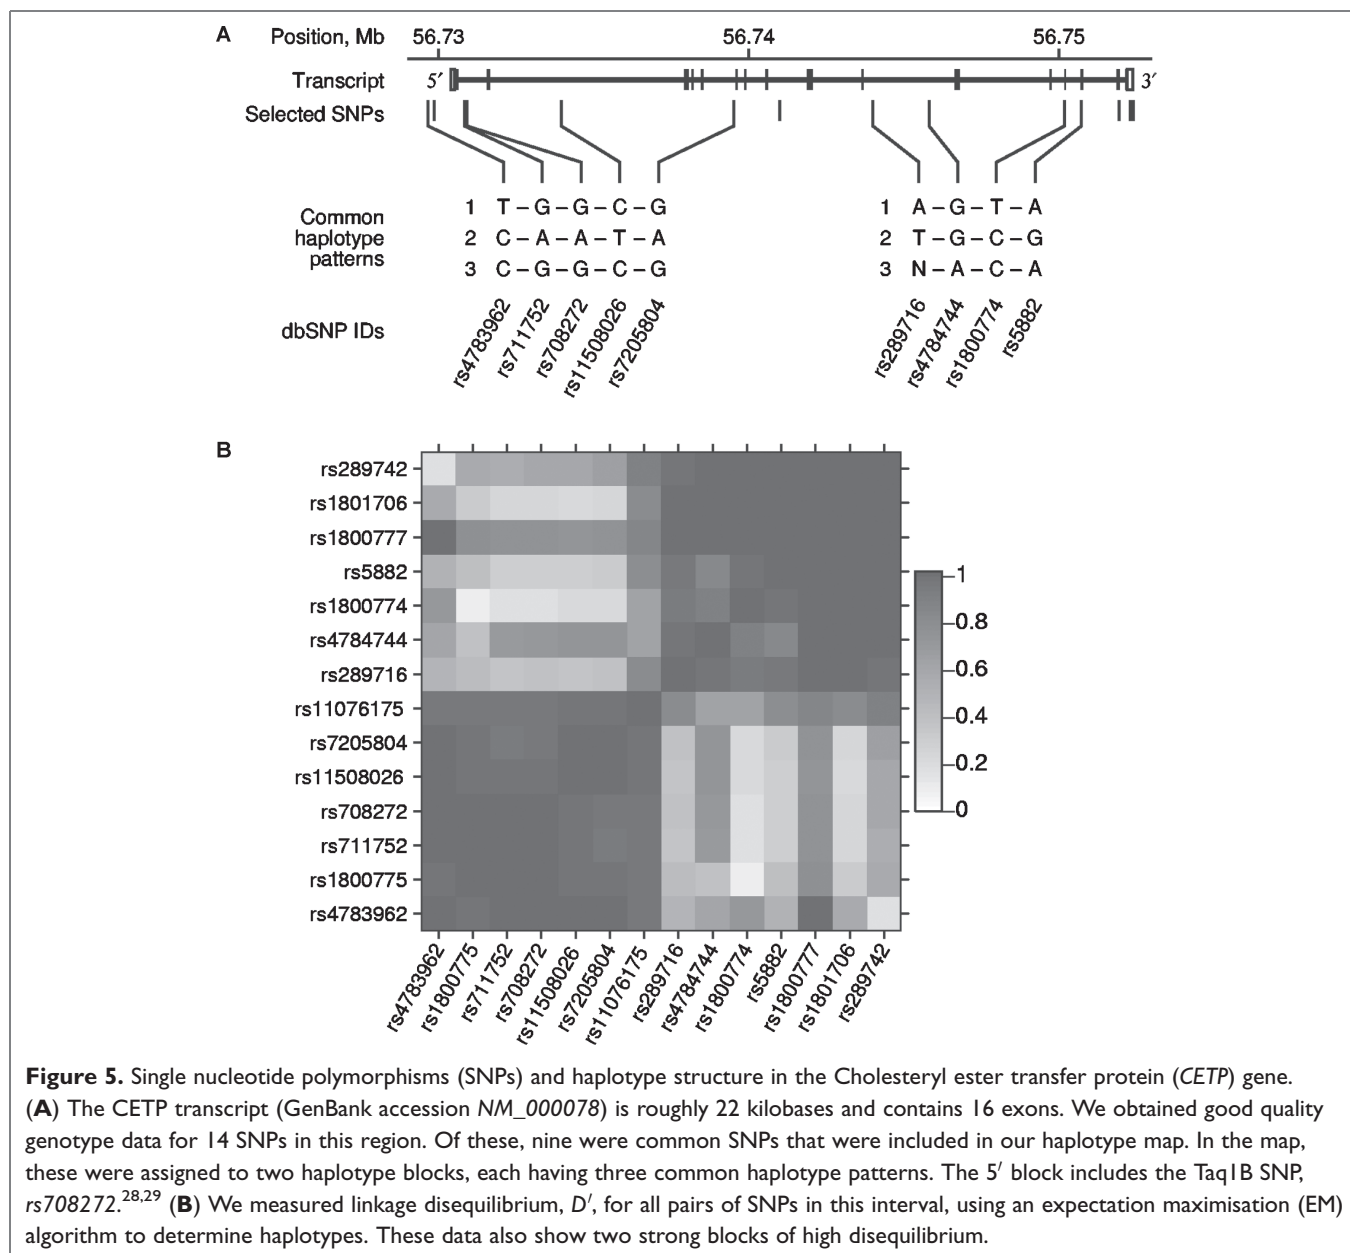 A Position, Mb 56.73 56.74 56.75
Transcript 5′ 3′
Selected SNPs
Common haplotype patterns
1 T – G – G – C – G
2 C – A – A – T – A
3 C – G – G – C – G
1 A – G – T – A
2 T – G – C – G
3 N – A – C – A
dbSNP IDs
rs4783962
rs711752
rs708272
rs11508026
rs7205804
rs289716
rs4784744
rs1800774
rs5882
B
rs289742
rs1801706
rs1800777
rs5882
rs1800774
rs4784744
rs289716
rs11076175
rs7205804
rs11508026
rs708272
rs711752
rs1800775
rs4783962
1
0.8
0.6
0.4
0.2
0
rs4783962
rs1800775
rs711752
rs708272
rs11508026
rs7205804
rs11076175
rs289716
rs4784744
rs1800774
rs5882
rs1800777
rs1801706
rs289742
Figure 5. Single nucleotide polymorphisms (SNPs) and haplotype structure in the Cholesteryl ester transfer protein (CETP) gene.
(A) The CETP transcript (GenBank accession NM_000078) is roughly 22 kilobases and contains 16 exons. We obtained good quality
genotype data for 14 SNPs in this region. Of these, nine were common SNPs that were included in our haplotype map. In the map,
these were assigned to two haplotype blocks, each having three common haplotype patterns. The 5′ block includes the Taq1B SNP,
rs708272.28,29 (B) We measured linkage disequilibrium, D′, for all pairs of SNPs in this interval, using an expectation maximisation (EM)
algorithm to determine haplotypes. These data also show two strong blocks of high disequilibrium.